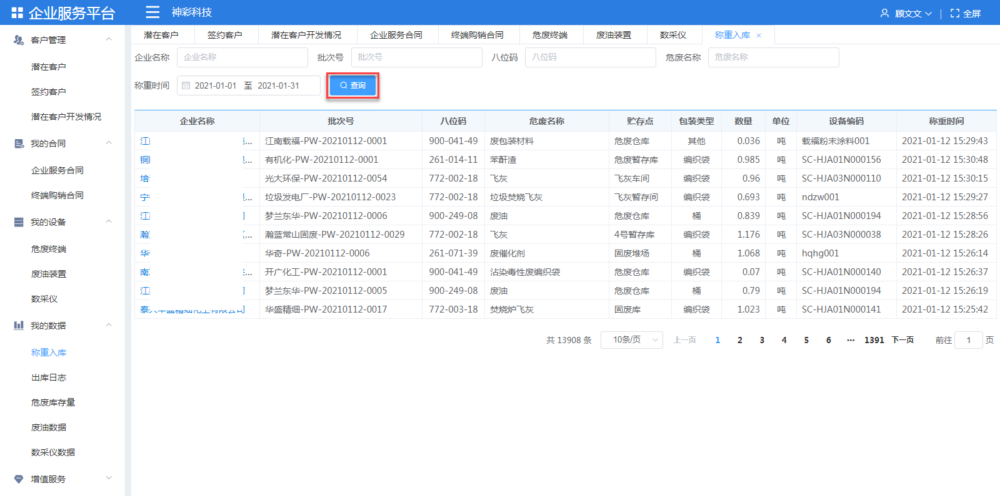 企业服务平台 神彩科技 顾文文 | 全屏
客户管理
潜在客户
签约客户
潜在客户开发情况
我的合同
企业服务合同
终端购销合同
我的设备
危废终端
废油装置
数采仪
我的数据
称重入库
出库日志
危废库存量
废油数据
数采仪数据
增值服务
潜在客户 签约客户 潜在客户开发情况 企业服务合同 终端购销合同 危废终端 废油装置 数采仪 称重入库 ×
企业名称 企业名称 批次号 批次号 八位码 八位码 危废名称 危废名称
称重时间 2021-01-01 至 2021-01-31 查询
企业名称 批次号 八位码 危废名称 贮存点 包装类型 数量 单位 设备编码 称重时间
江 ... 江南载福-PW-20210112-0001 900-041-49 废包装材料 危废仓库 其他 0.036 吨 载福粉末涂料001 2021-01-12 15:29:43
铜 ... 有机化-PW-20210112-0001 261-014-11 苯酐渣 危废暂存库 编织袋 0.985 吨 SC-HJA01N000156 2021-01-12 15:30:48
培 光大环保-PW-20210112-0054 772-002-18 飞灰 飞灰车间 编织袋 0.96 吨 SC-HJA03N000110 2021-01-12 15:30:15
宁 ... 垃圾发电厂-PW-20210112-0023 772-002-18 垃圾焚烧飞灰 飞灰暂存间 编织袋 0.693 吨 ndzw001 2021-01-12 15:29:27
江 梦兰东华-PW-20210112-0006 900-249-08 废油 危废仓库 桶 0.839 吨 SC-HJA01N000194 2021-01-12 15:28:56
瀚 ... 瀚蓝常山固废-PW-20210112-0029 772-002-18 飞灰 4号暂存库 编织袋 1.176 吨 SC-HJA03N000038 2021-01-12 15:28:26
华 华奇-PW-20210112-0006 261-071-39 废催化剂 固废堆场 桶 1.068 吨 hqhg001 2021-01-12 15:26:14
南 ... 开广化工-PW-20210112-0001 900-041-49 沾染毒性废编织袋 危废仓库 编织袋 0.07 吨 SC-HJA01N000140 2021-01-12 15:26:37
江 梦兰东华-PW-20210112-0005 900-249-08 废油 危废仓库 桶 0.79 吨 SC-HJA01N000194 2021-01-12 15:26:19
泰兴华盛精细化工有限公司 华盛精细-PW-20210112-0017 772-003-18 焚烧炉飞灰 固废库 编织袋 1.023 吨 SC-HJA01N000141 2021-01-12 15:25:42
共 13908 条 10条/页 上一页 1 2 3 4 5 6 ··· 1391 下一页 前往 1 页